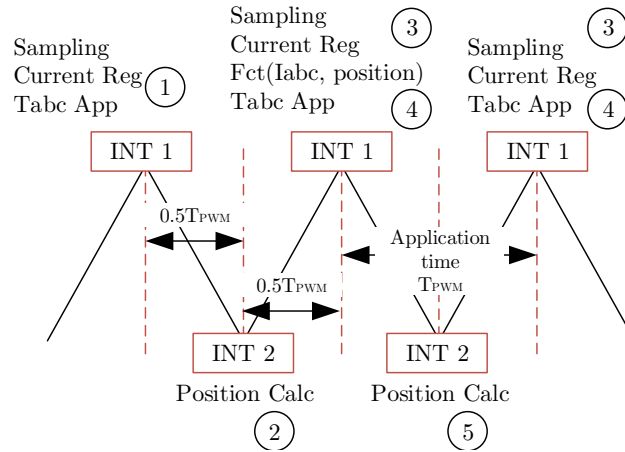 Sampling
Current Reg
Tabc App
1
Sampling
Current Reg
Fct(Iabc, position)
Tabc App
3
4
Sampling
Current Reg
Tabc App
3
4
INT 1
INT 1
INT 1
0.5TPWM
0.5TPWM
Application
time
TPWM
INT 2
INT 2
Position Calc
2
Position Calc
5